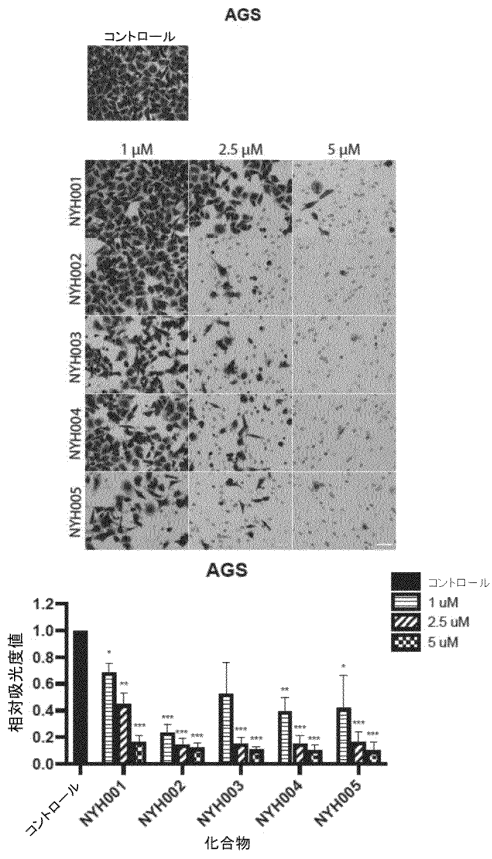 AGS
コントロール
1 µM 2.5 µM 5 µM
NYH001
NYH002
NYH003
NYH004
NYH005
AGS
コントロール
1 uM
2.5 uM
5 uM
相対吸光度値
1.2
1.0
0.8
0.6
0.4
0.2
0.0
* ** ***
*** *** ***
*** ***
** *** ***
* *** ***
コントロール NYH001 NYH002 NYH003 NYH004 NYH005
化合物